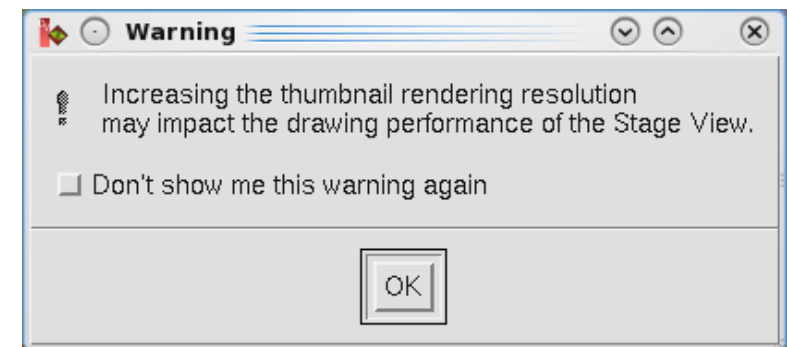 Warning
Increasing the thumbnail rendering resolution
may impact the drawing performance of the Stage View.
Don't show me this warning again
OK